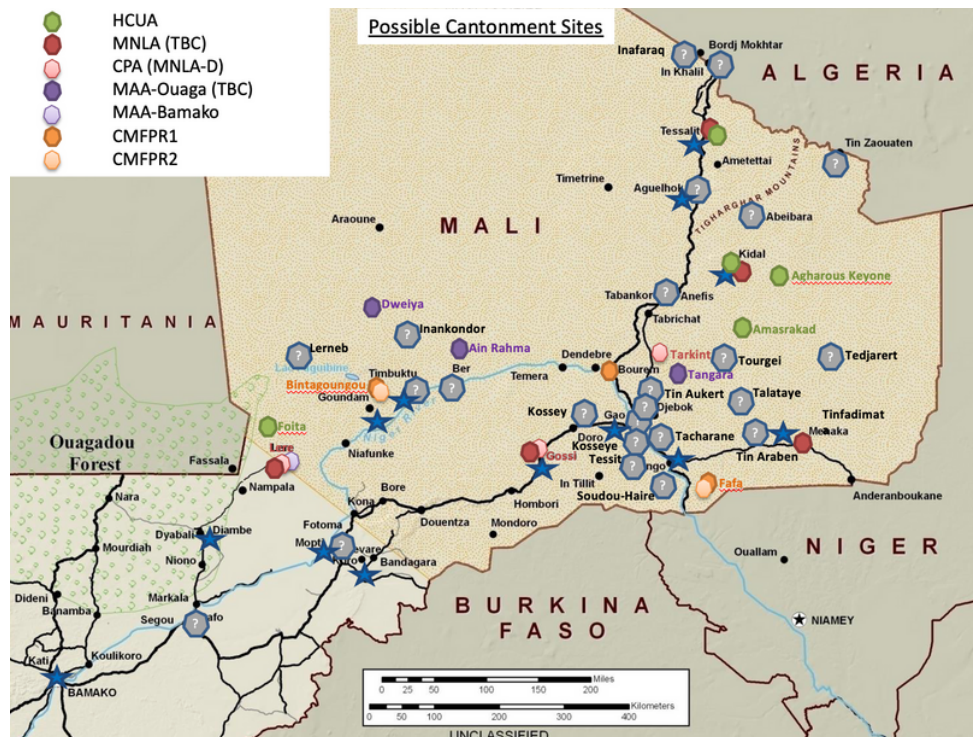 Possible Cantonment Sites
HCUA
MNLA (TBC)
CPA (MNLA-D)
MAA-Ouaga (TBC)
MAA-Bamako
CMFPR1
CMFPR2
Inafaraq
Bordj Mokhtar
In Khalil
ALGERIA
Tessalit
Ametettai
Tin Zaouaten
Timetrine
Aguelhok
TIGHARGHAR MOUNTAINS
Abeibara
Araoune
MALI
Kidal
Agharous Keyone
Tabankor
Anefis
Tabrichat
Dweiya
MAURITANIA
Inankondor
Amasrakad
Lerneb
Ain Rahma
Tarkint
Tourgei
Tedjarert
Dendebre
Timbuktu
Ber
Temera
Bourem
Tangara
Bintagoungou
Goundam
Tin Aukert
Talataye
Kossey
Gao
Djebok
Tinfadimat
Foita
Niger River
Doro
Kosseye
Tacharane
Menaka
Ouagadou
Forest
Niafunke
Tessit
ngo
Tin Araben
Fassala
Lere
Gossi
In Tillit
Soudou-Haire
Fafa
Nampala
Anderanboukane
Nara
Bore
Kona
Hombori
Fotoma
Douentza
Mondoro
Dyabali
Diambe
Mourdiah
Mopti
evare
Bandagara
Ouallam
NIGER
Niono
Dideni
Markala
Banamba
Segou
afo
BURKINA
FASO
NIAMEY
Kati
Koulikoro
BAMAKO
Miles
0 25 50 100 150 200
Kilometers
0 50 100 200 300 400
UNCLASSIFIED
? ? ? ? ? ? ? ? ? ? ? ? ? ? ? ? ? ? ? ? ? ? ? ? ?